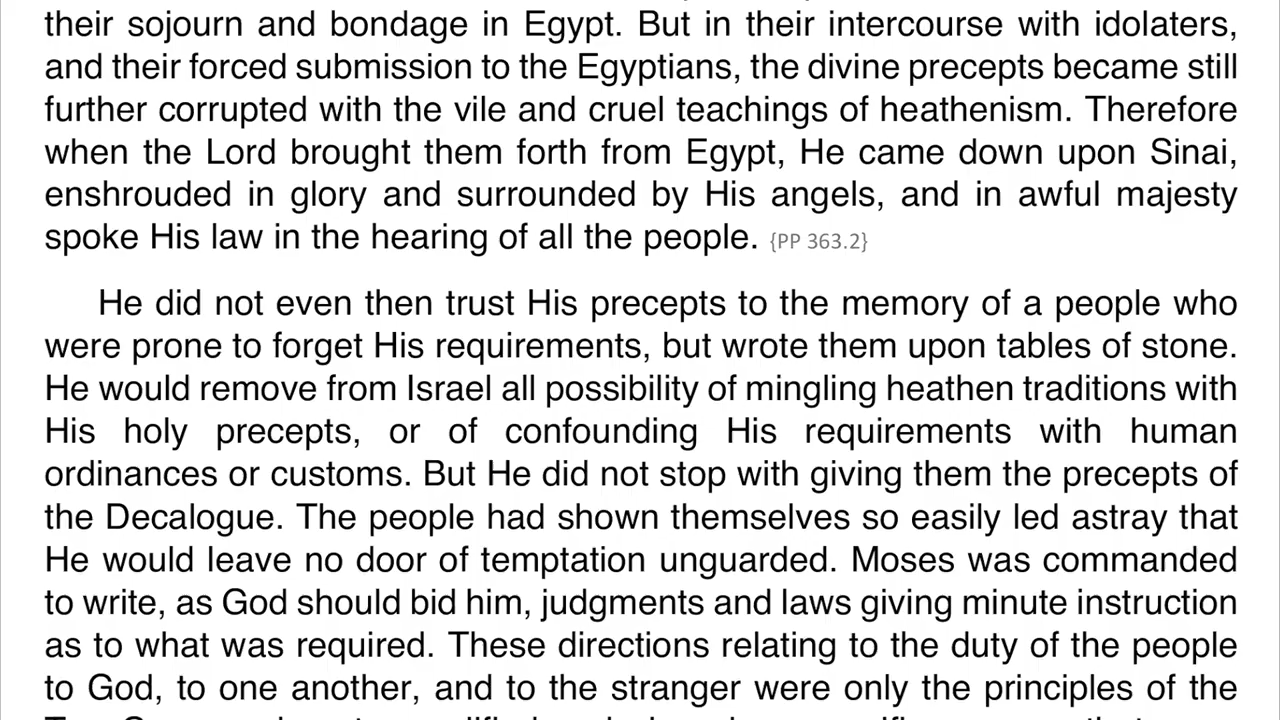 their sojourn and bondage in Egypt. But in their intercourse with idolaters,
and their forced submission to the Egyptians, the divine precepts became still
further corrupted with the vile and cruel teachings of heathenism. Therefore
when the Lord brought them forth from Egypt, He came down upon Sinai,
enshrouded in glory and surrounded by His angels, and in awful majesty
spoke His law in the hearing of all the people. {PP 363.2}
He did not even then trust His precepts to the memory of a people who
were prone to forget His requirements, but wrote them upon tables of stone.
He would remove from Israel all possibility of mingling heathen traditions with
His holy precepts, or of confounding His requirements with human
ordinances or customs. But He did not stop with giving them the precepts of
the Decalogue. The people had shown themselves so easily led astray that
He would leave no door of temptation unguarded. Moses was commanded
to write, as God should bid him, judgments and laws giving minute instruction
as to what was required. These directions relating to the duty of the people
to God, to one another, and to the stranger were only the principles of the